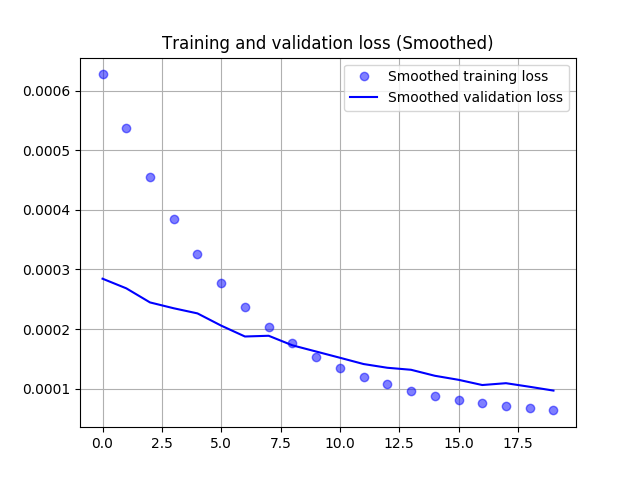 Training and validation loss (Smoothed)
Smoothed training loss
Smoothed validation loss
0.0006
0.0005
0.0004
0.0003
0.0002
0.0001
0.0 2.5 5.0 7.5 10.0 12.5 15.0 17.5